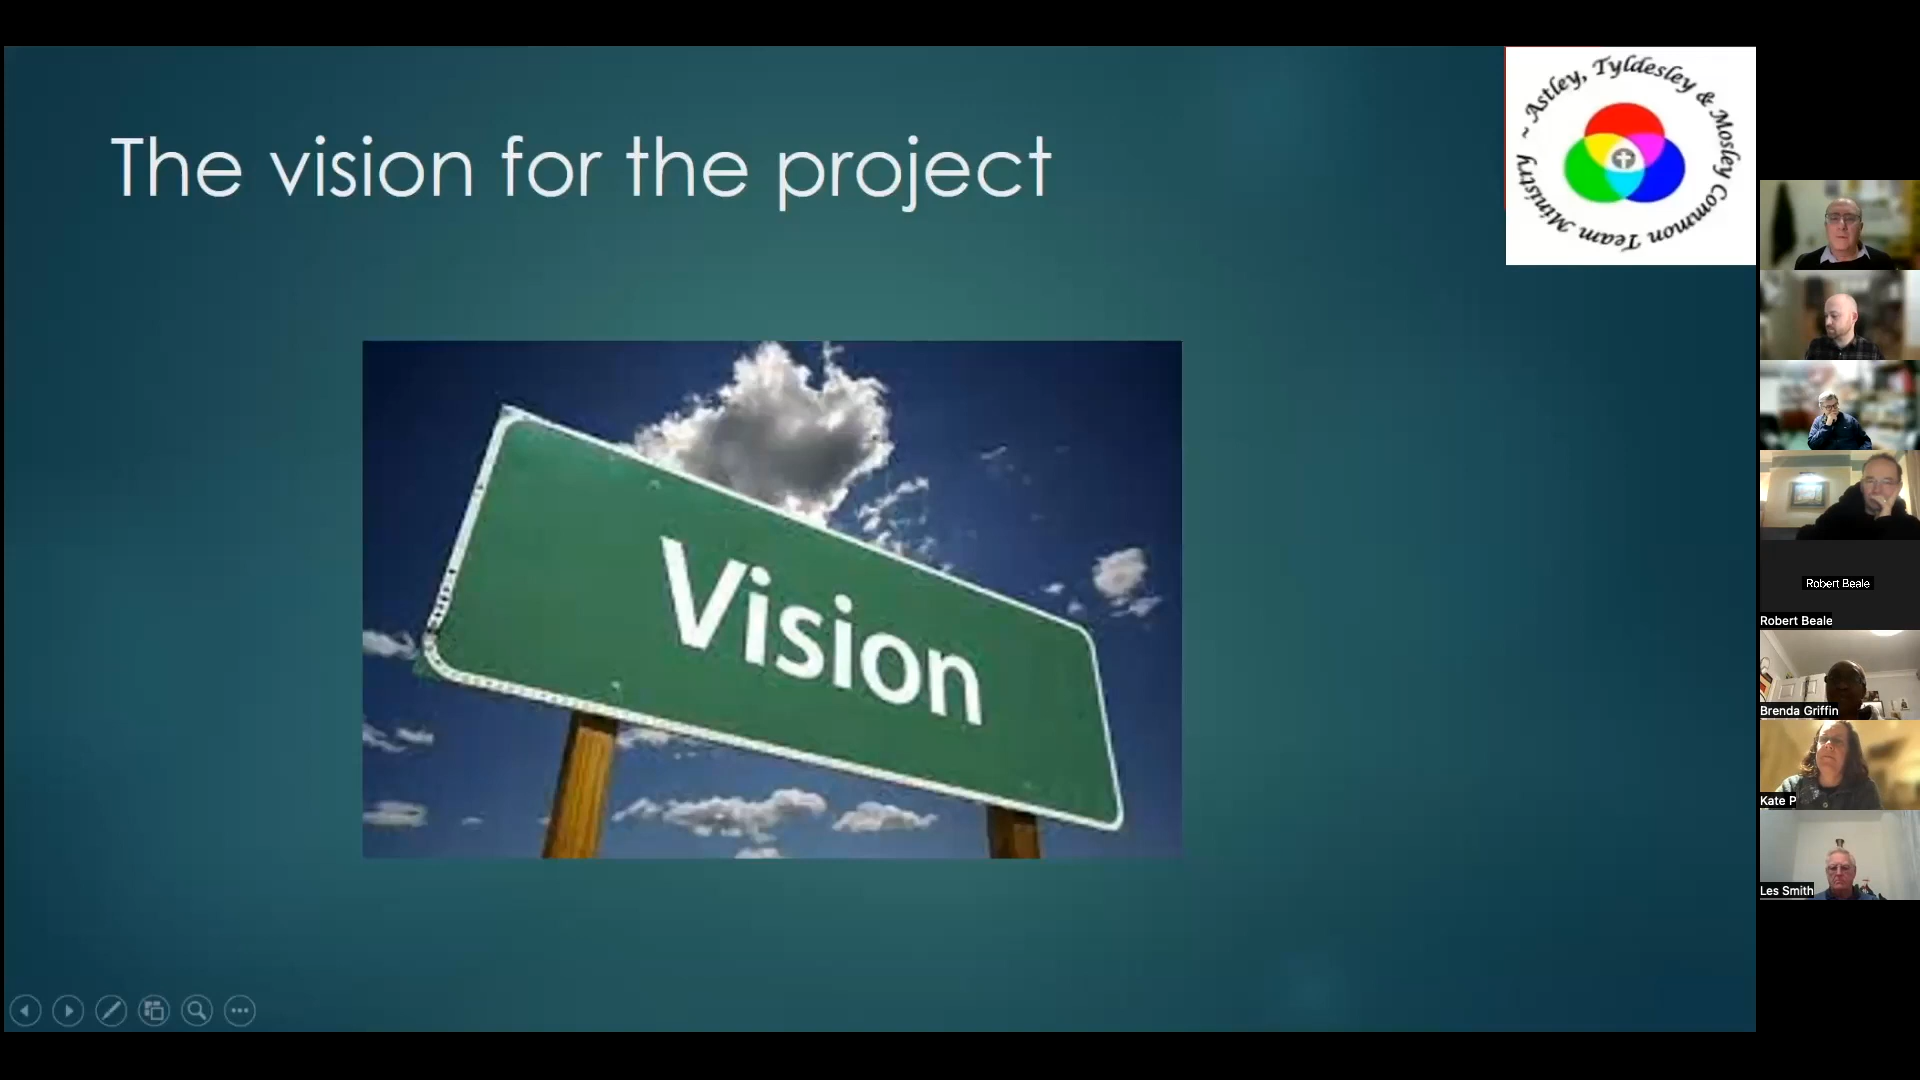 The vision for the project
~ Astley, Tyldesley & Mosley Common Team Ministry
Vision
Robert Beale
Robert Beale
Brenda Griffin
Kate P
Les Smith